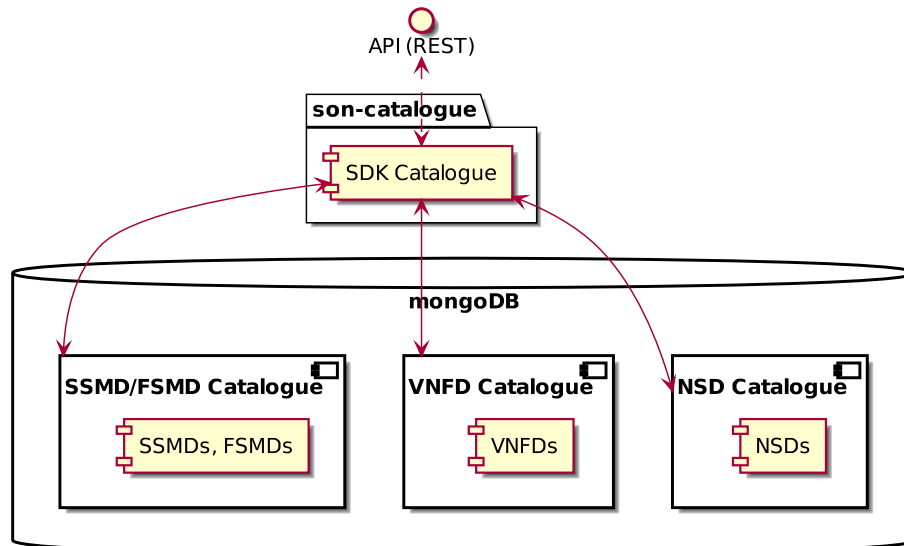 API (REST)
son-catalogue
SDK Catalogue
mongoDB
SSMD/FSMD Catalogue
VNFD Catalogue
NSD Catalogue
SSMDs, FSMDs
VNFDs
NSDs